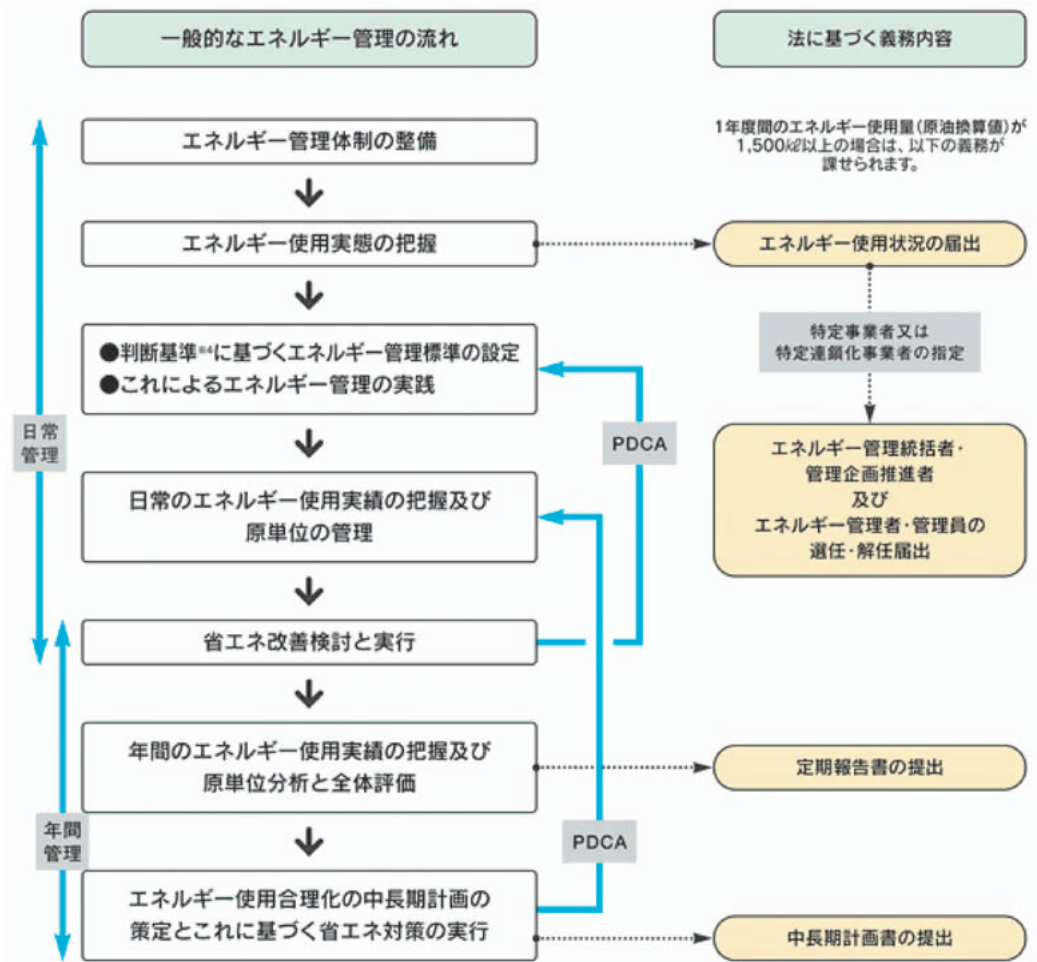 一般的なエネルギー管理の流れ
法に基づく義務内容
エネルギー管理体制の整備
1年度間のエネルギー使用量(原油換算値)が
1,500㎘以上の場合は、以下の義務が
課せられます。
エネルギー使用実態の把握
エネルギー使用状況の届出
特定事業者又は
特定連鎖化事業者の指定
●判断基準※4に基づくエネルギー管理標準の設定
●これによるエネルギー管理の実践
日常
管理
PDCA
エネルギー管理統括者・
管理企画推進者
及び
エネルギー管理者・管理員の
選任・解任届出
日常のエネルギー使用実績の把握及び
原単位の管理
省エネ改善検討と実行
年間のエネルギー使用実績の把握及び
原単位分析と全体評価
定期報告書の提出
年間
管理
PDCA
エネルギー使用合理化の中長期計画の
策定とこれに基づく省エネ対策の実行
中長期計画書の提出